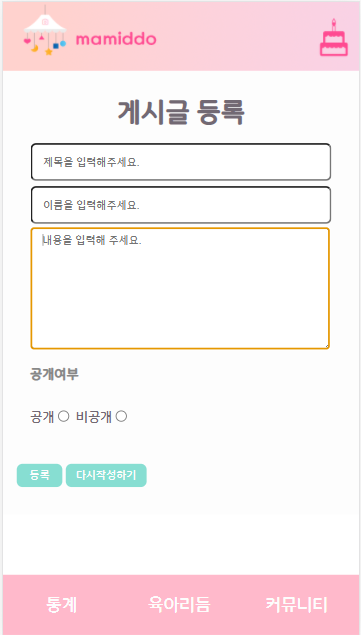 mamiddo
게시글 등록
제목을 입력해주세요.
이름을 입력해주세요.
내용을 입력해 주세요.
공개여부
공개 비공개
등록 다시작성하기
통계 육아리듬 커뮤니티